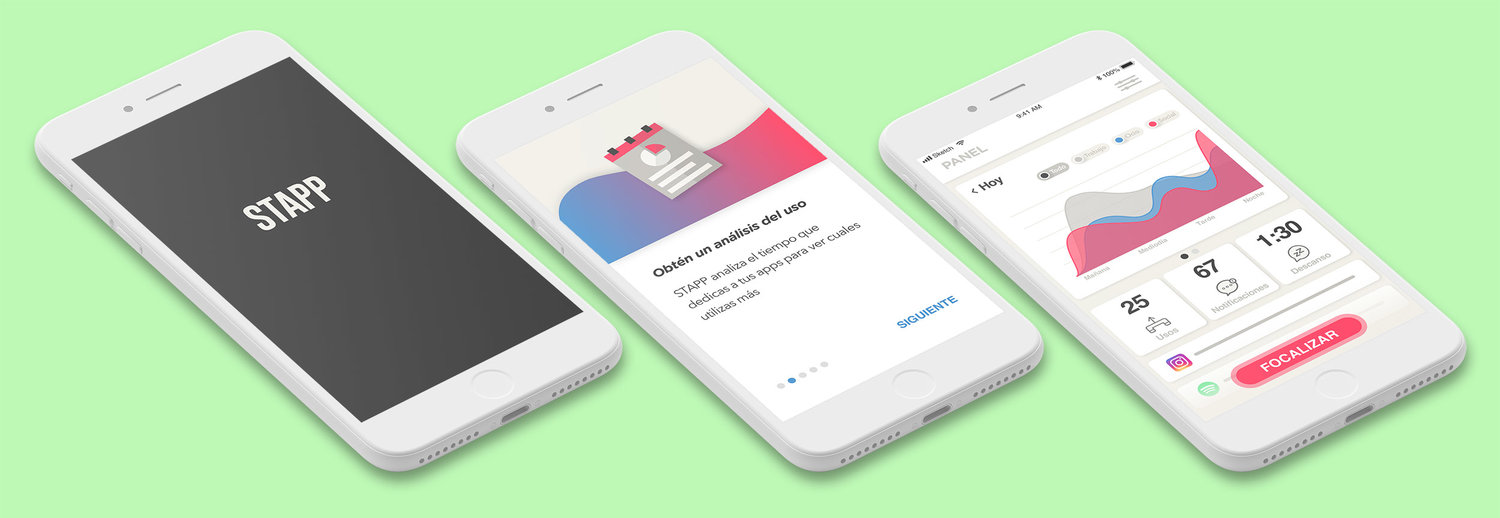 STAPP
Obtén un análisis del uso
STAPP analiza el tiempo que
dedicas a tus apps para ver cuales
utilizas más
SIGUIENTE
Sketch
9:41 AM
100%
PANEL
Hoy
Todo
Trabajo
Ocio
Social
Mañana
Mediodía
Tarde
Noche
25
Usos
67
Notificaciones
1:30
Descanso
FOCALIZAR